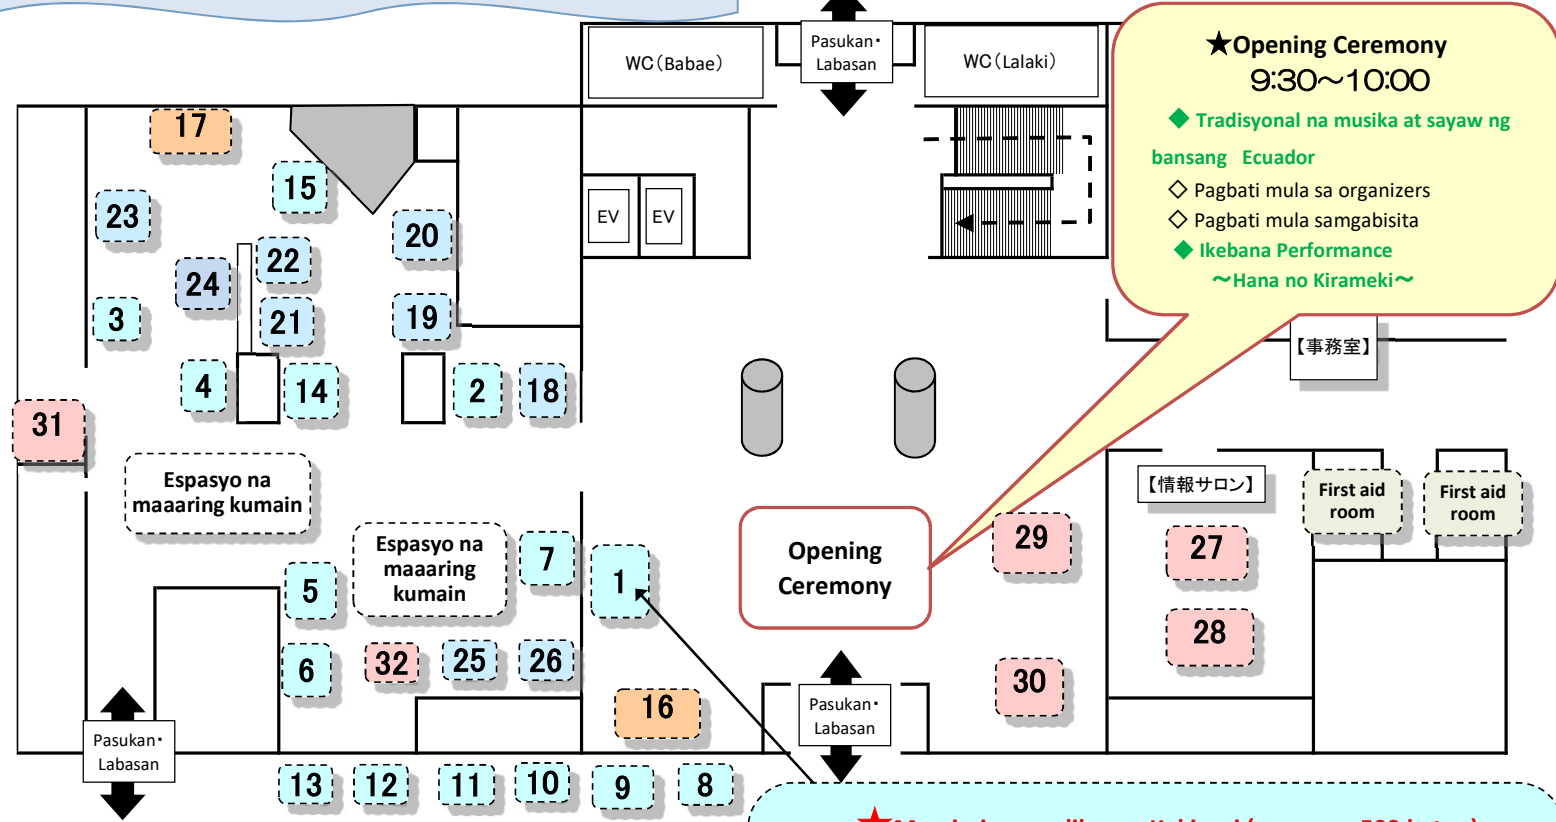 WC（Babae）
Pasukan・
Labasan
WC（Lalaki）
★Opening Ceremony
9:30～10:00
◆ Tradisyonal na musika at sayaw ng
bansang Ecuador
◇ Pagbati mula sa organizers
◇ Pagbati mula samgabisita
◆ Ikebana Performance
～Hana no Kirameki～
17
15
23
20
22
24
21
19
3
4
14
2
18
31
EV
EV
【事務室】
Espasyo na
maaaring kumain
Espasyo na
maaaring
kumain
7
1
5
6
32
25
26
16
Opening
Ceremony
29
30
【情報サロン】
27
28
First aid
room
First aid
room
Pasukan・
Labasan
Pasukan・
Labasan
13
12
11
10
9
8